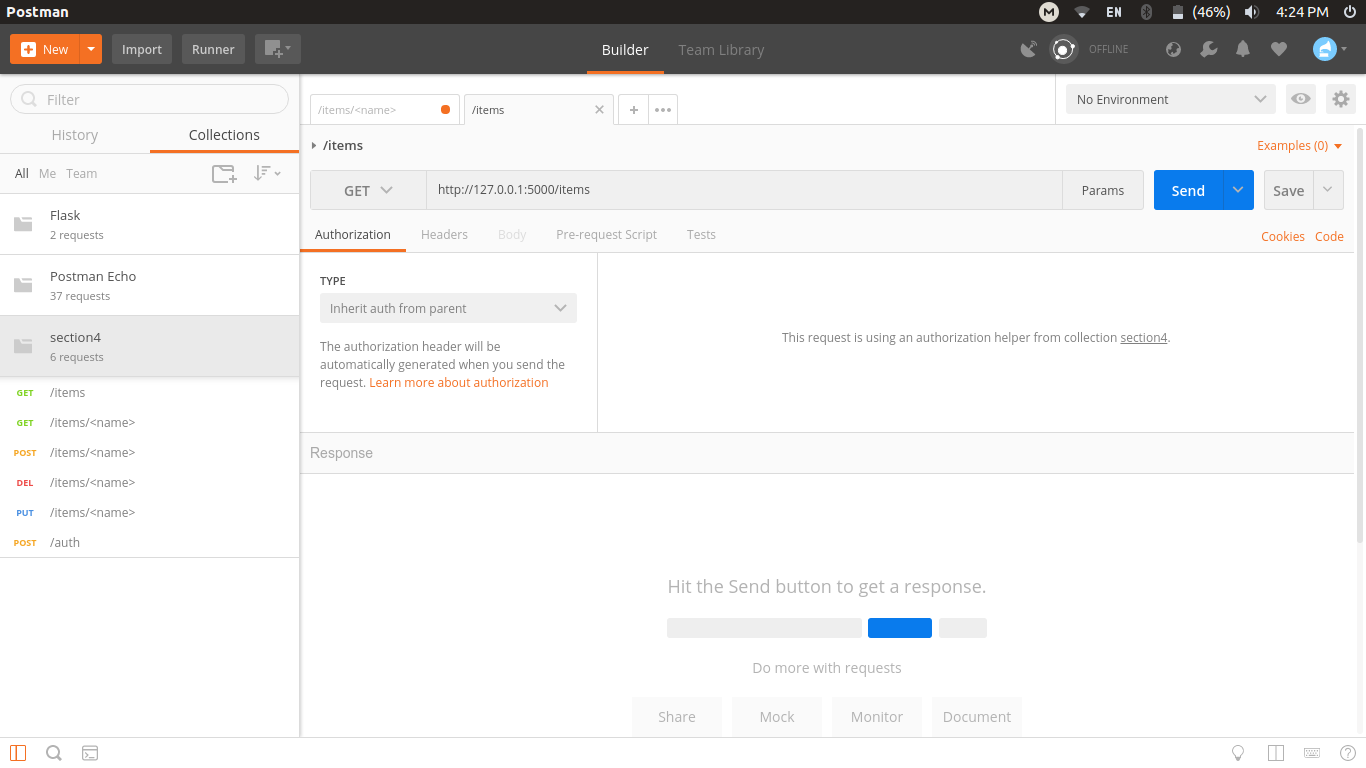 Postman
M
EN
(46%)
4:24 PM
New
Import
Runner
Builder
Team Library
OFFLINE
Filter
History
Collections
All
Me
Team
Flask
2 requests
Postman Echo
37 requests
section4
6 requests
GET /items
GET /items/<name>
POST /items/<name>
DEL /items/<name>
PUT /items/<name>
POST /auth
/items/<name>
/items
No Environment
/items
Examples (0)
GET
http://127.0.0.1:5000/items
Params
Send
Save
Authorization
Headers
Body
Pre-request Script
Tests
Cookies
Code
TYPE
Inherit auth from parent
The authorization header will be
automatically generated when you send the
request. Learn more about authorization
This request is using an authorization helper from collection section4.
Response
Hit the Send button to get a response.
Do more with requests
Share
Mock
Monitor
Document